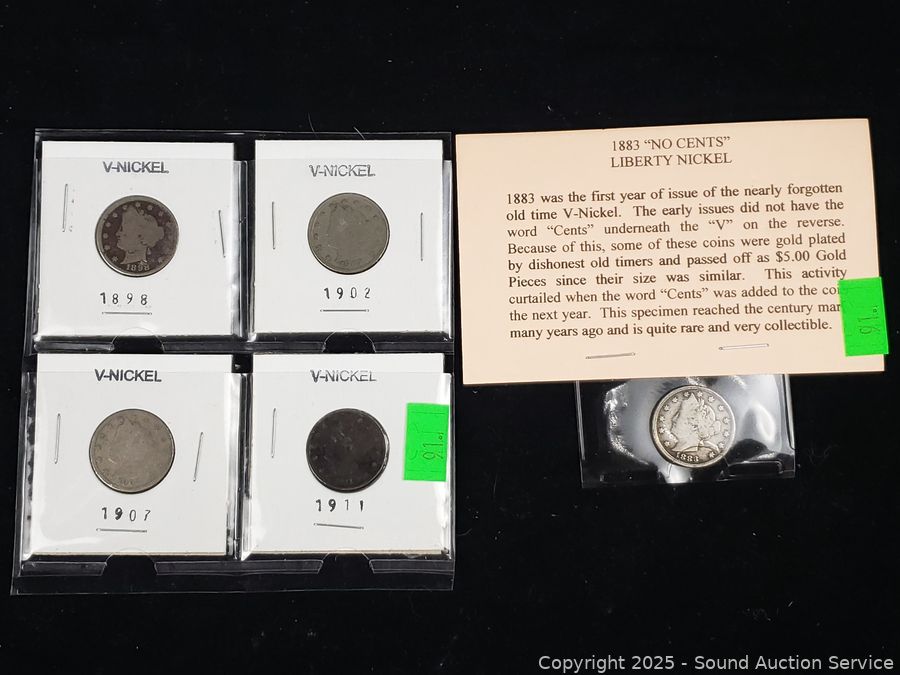 V-NICKEL
1898
1898
V-NICKEL
1902
V-NICKEL
1907
V-NICKEL
1911
1883 "NO CENTS"
LIBERTY NICKEL
1883 was the first year of issue of the nearly forgotten
old time V-Nickel. The early issues did not have the
word "Cents" underneath the "V" on the reverse.
Because of this, some of these coins were gold plated
by dishonest old timers and passed off as $5.00 Gold
Pieces since their size was similar. This activity
curtailed when the word "Cents" was added to the
the next year. This specimen reached the century
many years ago and is quite rare and very collectible.
1883
Copyright © 2025 - Sound Auction Service